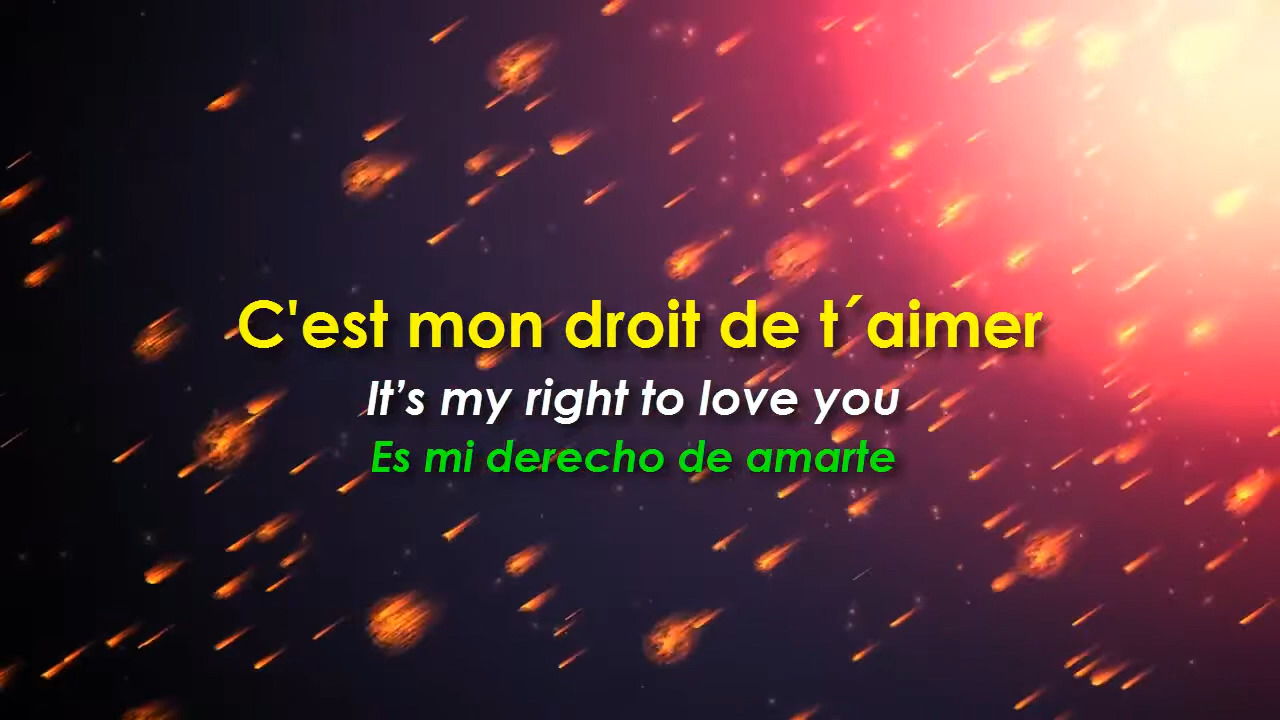 C'est mon droit de t´aimer
It’s my right to love you
Es mi derecho de amarte